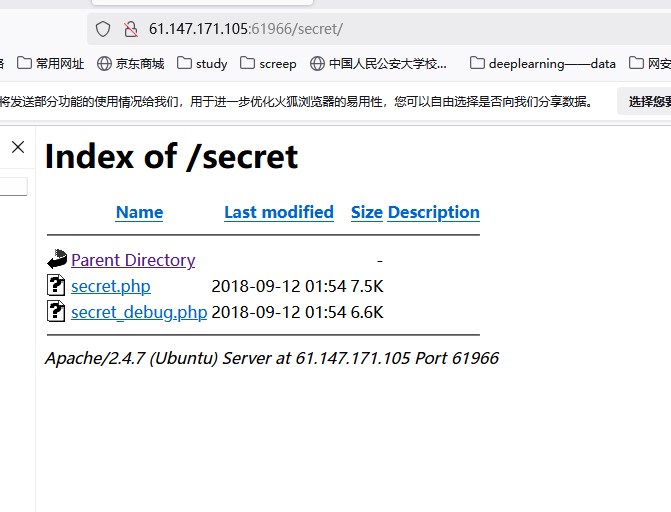 61.147.171.105:61966/secret/
常用网址 京东商城 study screep 中国人民公安大学校... deeplearning——data 网安
将发送部分功能的使用情况给我们，用于进一步优化火狐浏览器的易用性，您可以自由选择是否向我们分享数据。 选择您要
Index of /secret
Name Last modified Size Description
Parent Directory -
secret.php 2018-09-12 01:54 7.5K
secret_debug.php 2018-09-12 01:54 6.6K
Apache/2.4.7 (Ubuntu) Server at 61.147.171.105 Port 61966